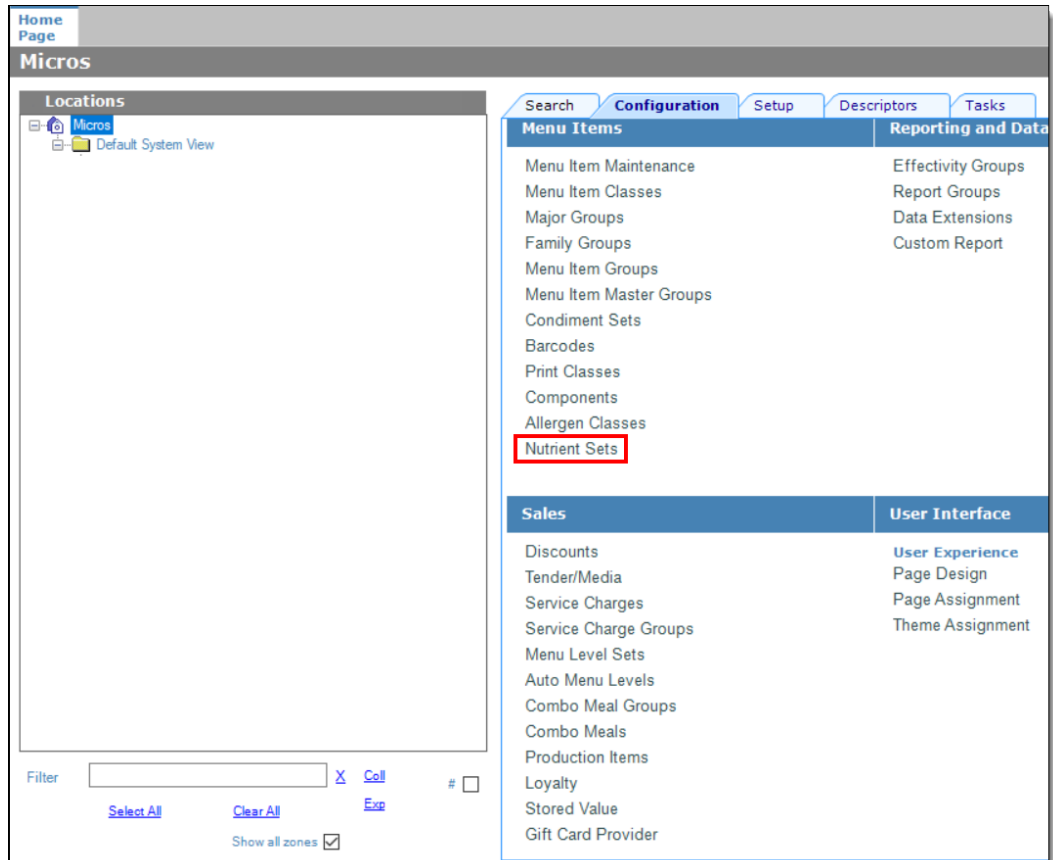 Home
Page
Micros
Locations
Micros
Default System View
Filter
X
Coll
#
Select All
Clear All
Exp
Show all zones
Search
Configuration
Setup
Descriptors
Tasks
Menu Items
Menu Item Maintenance
Menu Item Classes
Major Groups
Family Groups
Menu Item Groups
Menu Item Master Groups
Condiment Sets
Barcodes
Print Classes
Components
Allergen Classes
Nutrient Sets
Reporting and Data
Effectivity Groups
Report Groups
Data Extensions
Custom Report
Sales
Discounts
Tender/Media
Service Charges
Service Charge Groups
Menu Level Sets
Auto Menu Levels
Combo Meal Groups
Combo Meals
Production Items
Loyalty
Stored Value
Gift Card Provider
User Interface
User Experience
Page Design
Page Assignment
Theme Assignment